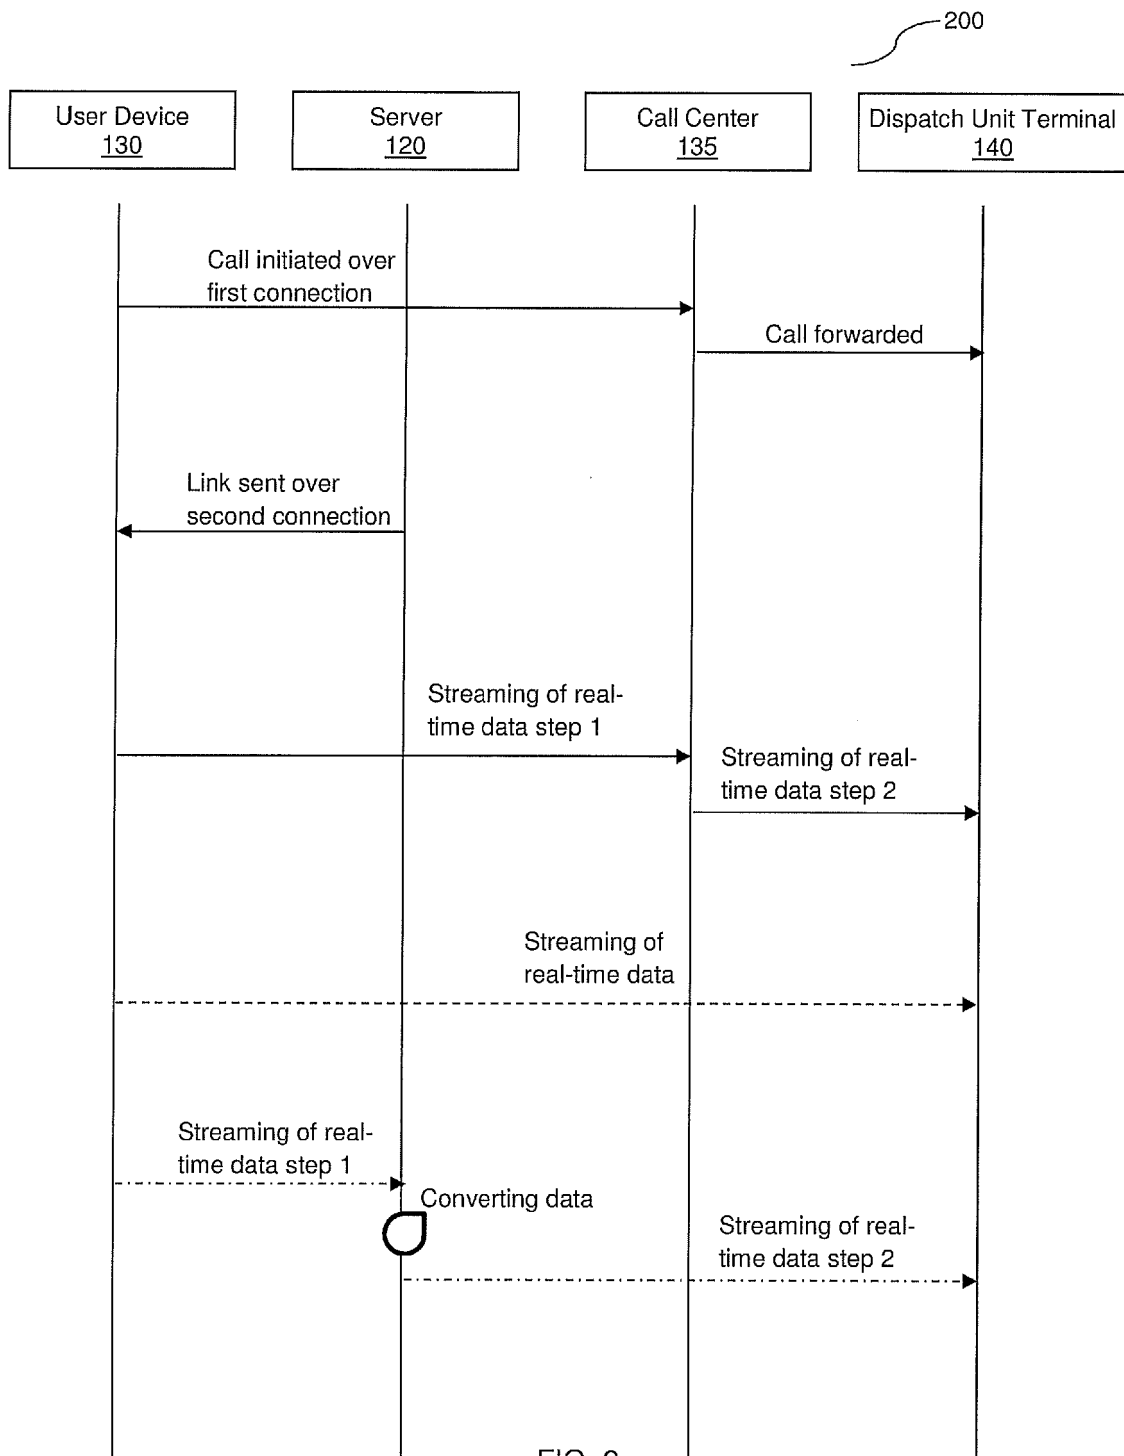 200
User Device
130
Server
120
Call Center
135
Dispatch Unit Terminal
140
Call initiated over
first connection
Call forwarded
Link sent over
second connection
Streaming of real-
time data step 1
Streaming of real-
time data step 2
Streaming of
real-time data
Streaming of real-
time data step 1
Converting data
Streaming of real-
time data step 2